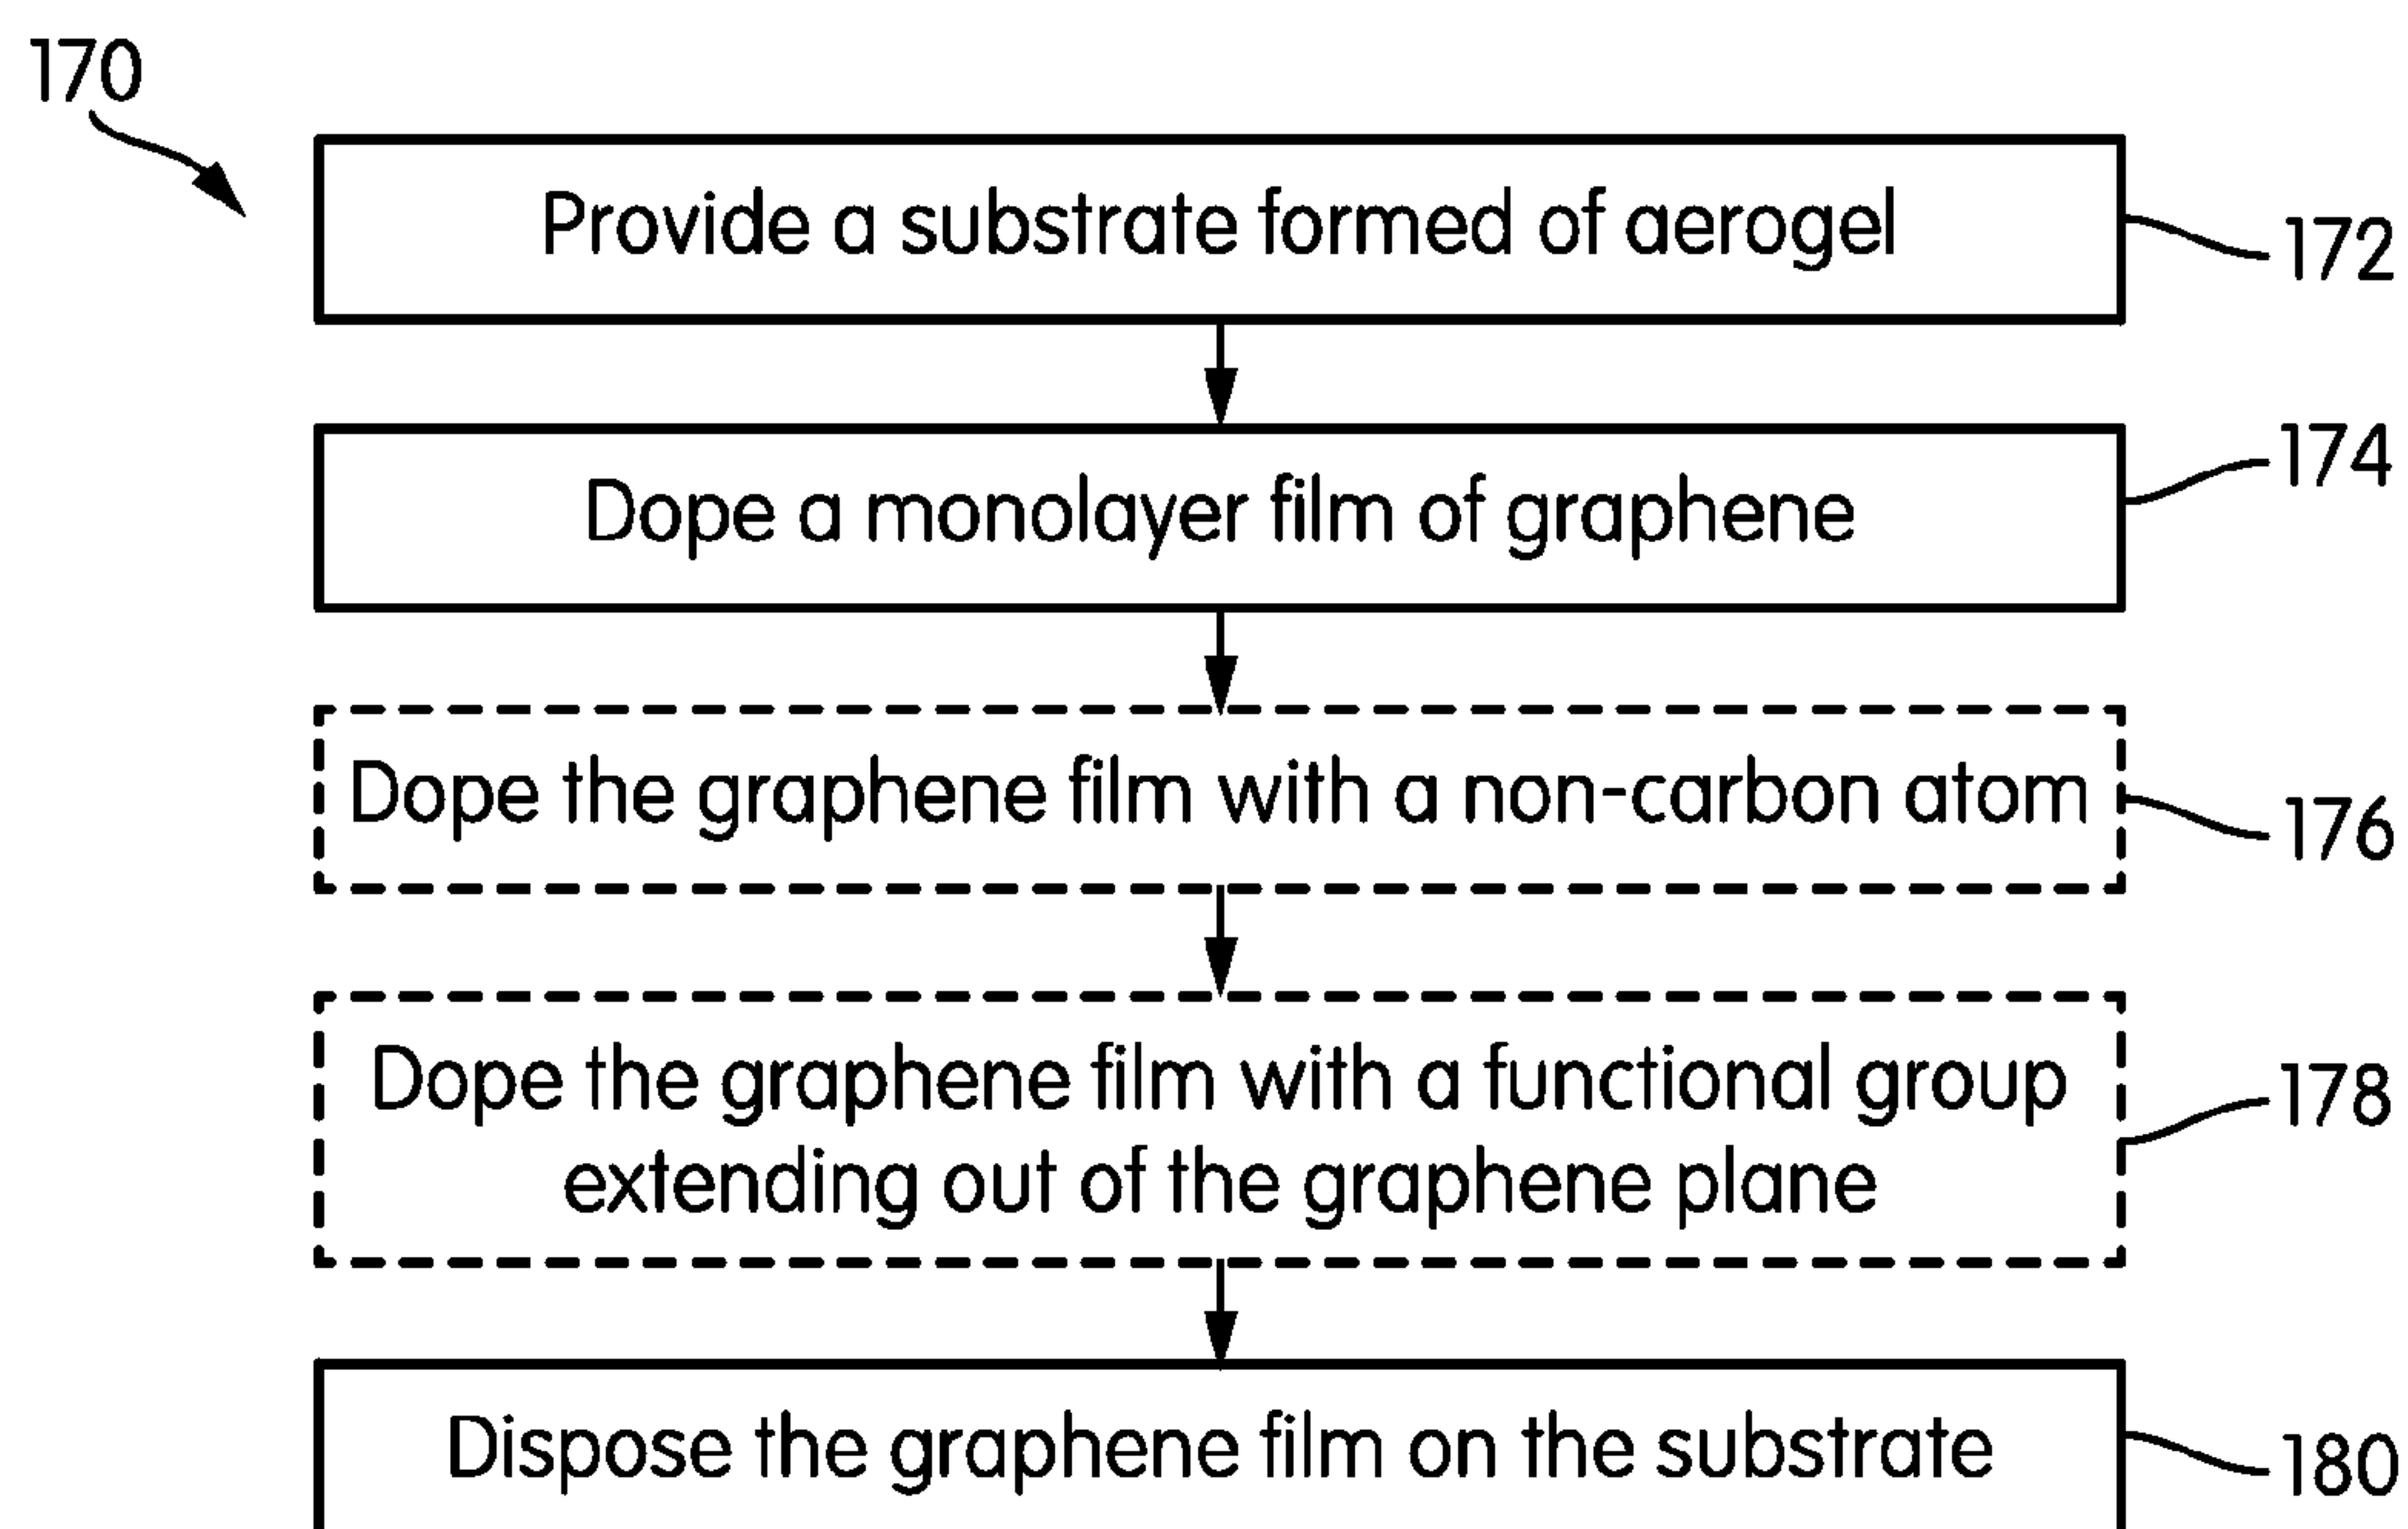 170
Provide a substrate formed of aerogel
172
Dope a monolayer film of graphene
174
Dope the graphene film with a non-carbon atom
176
Dope the graphene film with a functional group
extending out of the graphene plane
178
Dispose the graphene film on the substrate
180